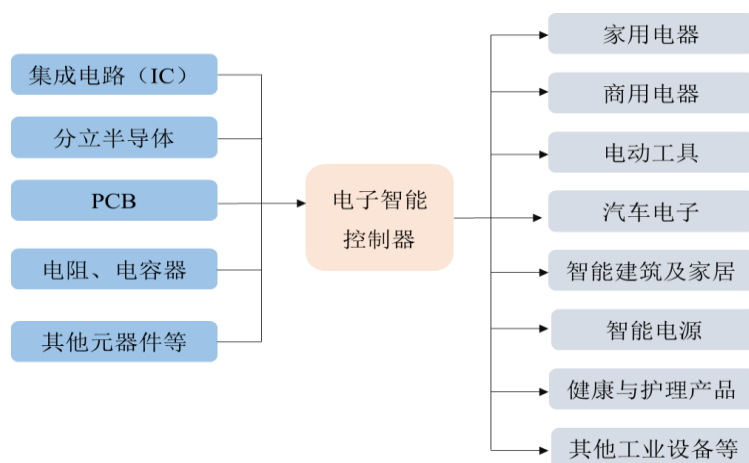 集成电路（IC）
分立半导体
PCB
电阻、电容器
其他元器件等
电子智能
控制器
家用电器
商用电器
电动工具
汽车电子
智能建筑及家居
智能电源
健康与护理产品
其他工业设备等